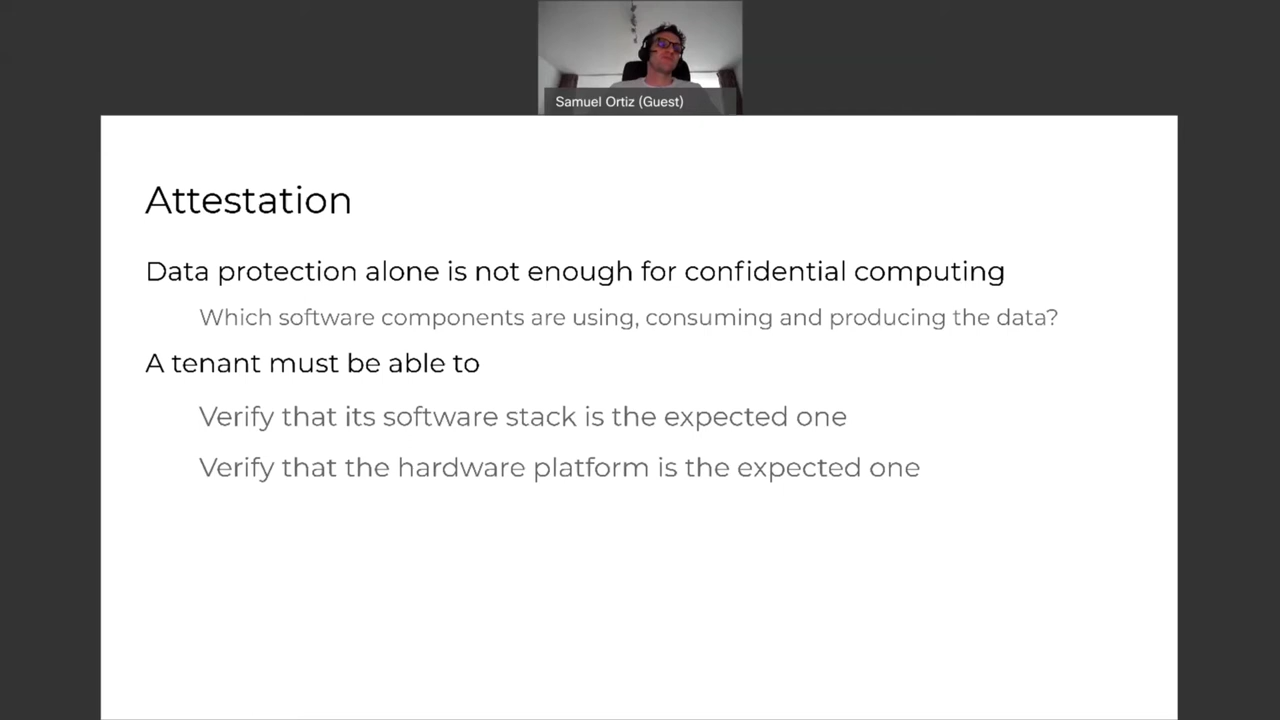 Samuel Ortiz (Guest)
Attestation
Data protection alone is not enough for confidential computing
Which software components are using, consuming and producing the data?
A tenant must be able to
Verify that its software stack is the expected one
Verify that the hardware platform is the expected one